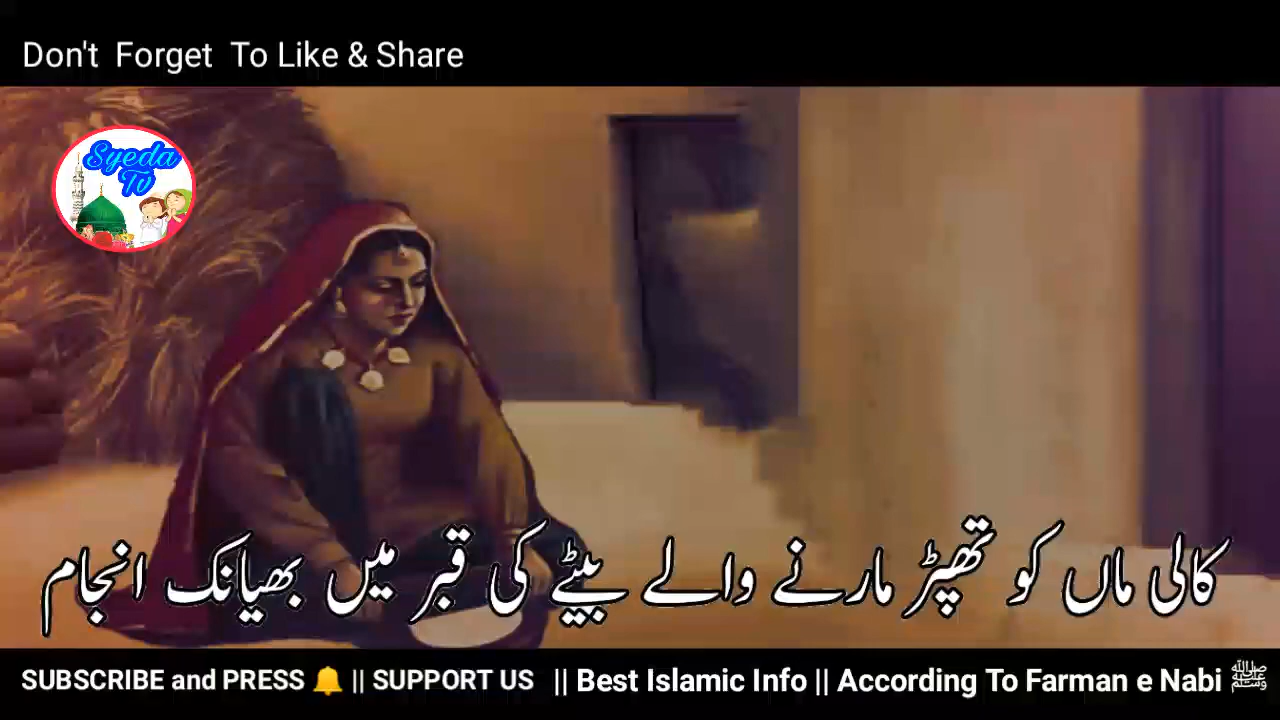 Don't Forget To Like & Share
Syeda
Tv
کالی ماں کو تھپڑ مارنے والے بیٹے کی قبر میں بھیانک انجام
SUBSCRIBE and PRESS 🔔 || SUPPORT US || Best Islamic Info || According To Farman e Nabi ﷺ